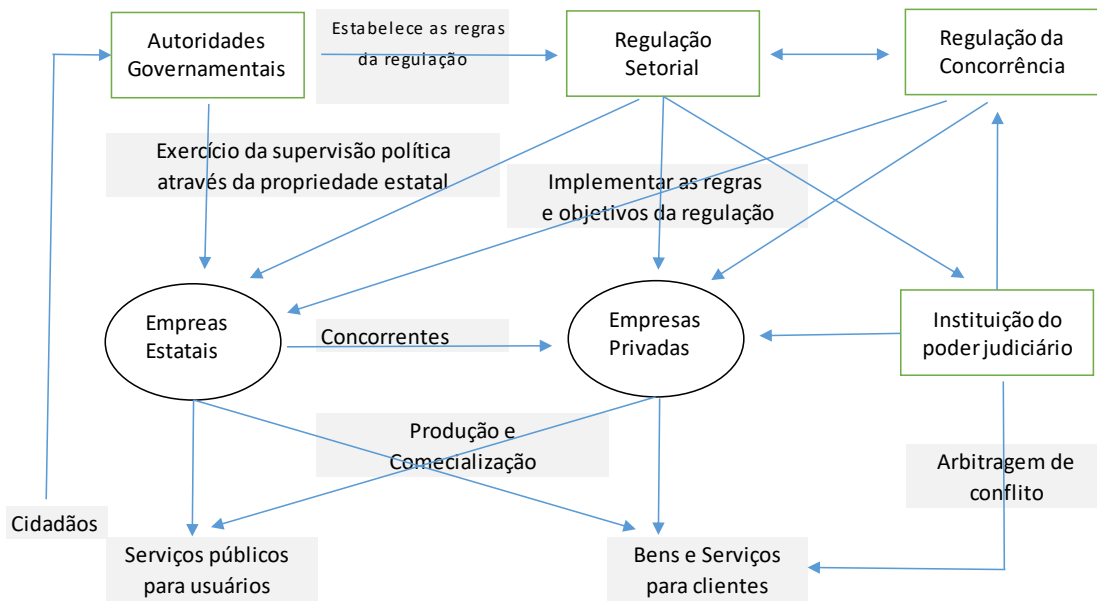 Autoridades
Governamentais
Estabelece as regras
da regulação
Regulação
Setorial
Regulação da
Concorrência
Exercício da supervisão política
através da propriedade estatal
Implementar as regras
e objetivos da regulação
Empreas
Estatais
Concorrentes
Empresas
Privadas
Instituição do
poder judiciário
Produção e
Comecialização
Arbitragem de
conflito
Cidadãos
Serviços públicos
para usuários
Bens e Serviços
para clientes